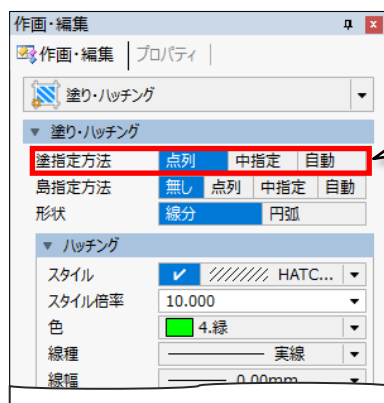 作画・編集
作画・編集 プロパティ
塗り・ハッチング
塗り・ハッチング
塗指定方法 点列 中指定 自動
島指定方法 無し 点列 中指定 自動
形状 線分 円弧
ハッチング
スタイル HATC...
スタイル倍率 10.000
色 4.緑
線種 実線
線幅 0.00mm